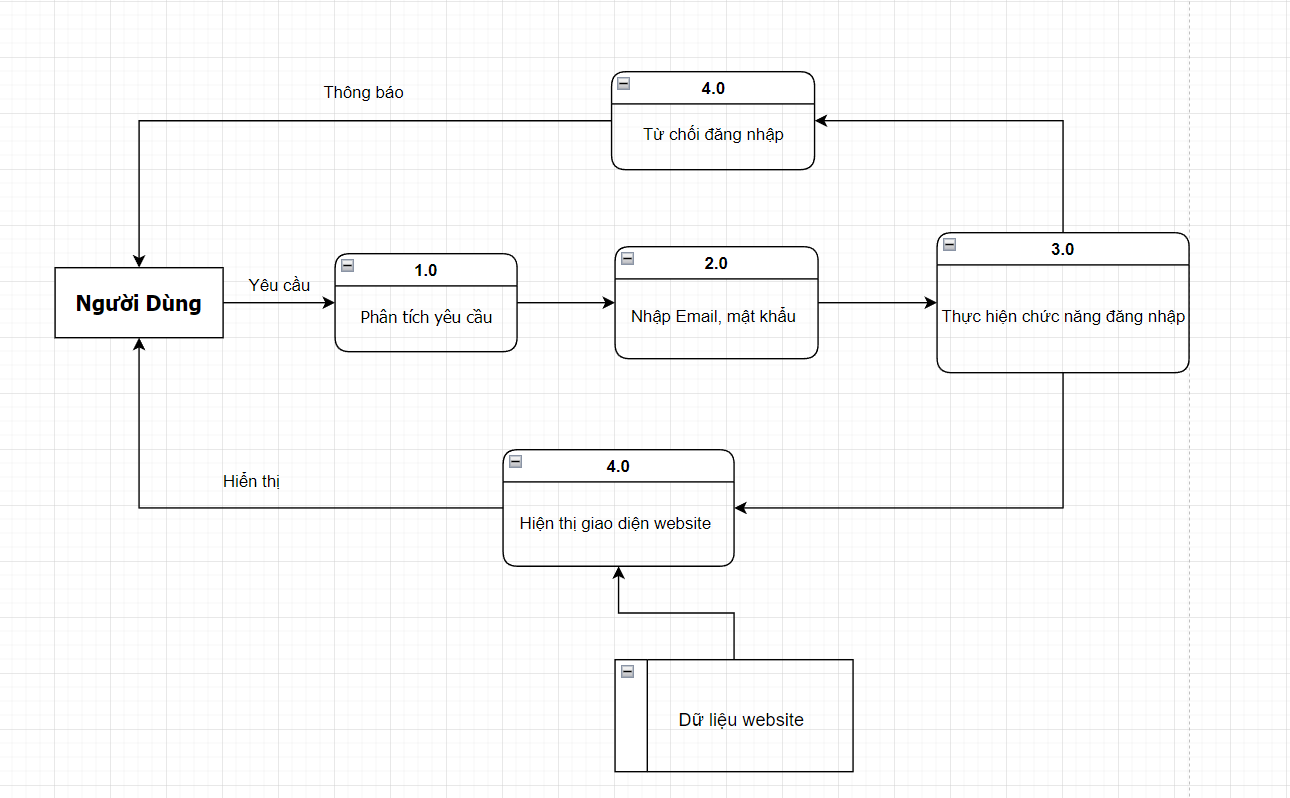 Thông báo
4.0
Từ chối đăng nhập
Người Dùng
Yêu cầu
1.0
Phân tích yêu cầu
2.0
Nhập Email, mật khẩu
3.0
Thực hiện chức năng đăng nhập
Hiển thị
4.0
Hiện thị giao diện website
Dữ liệu website